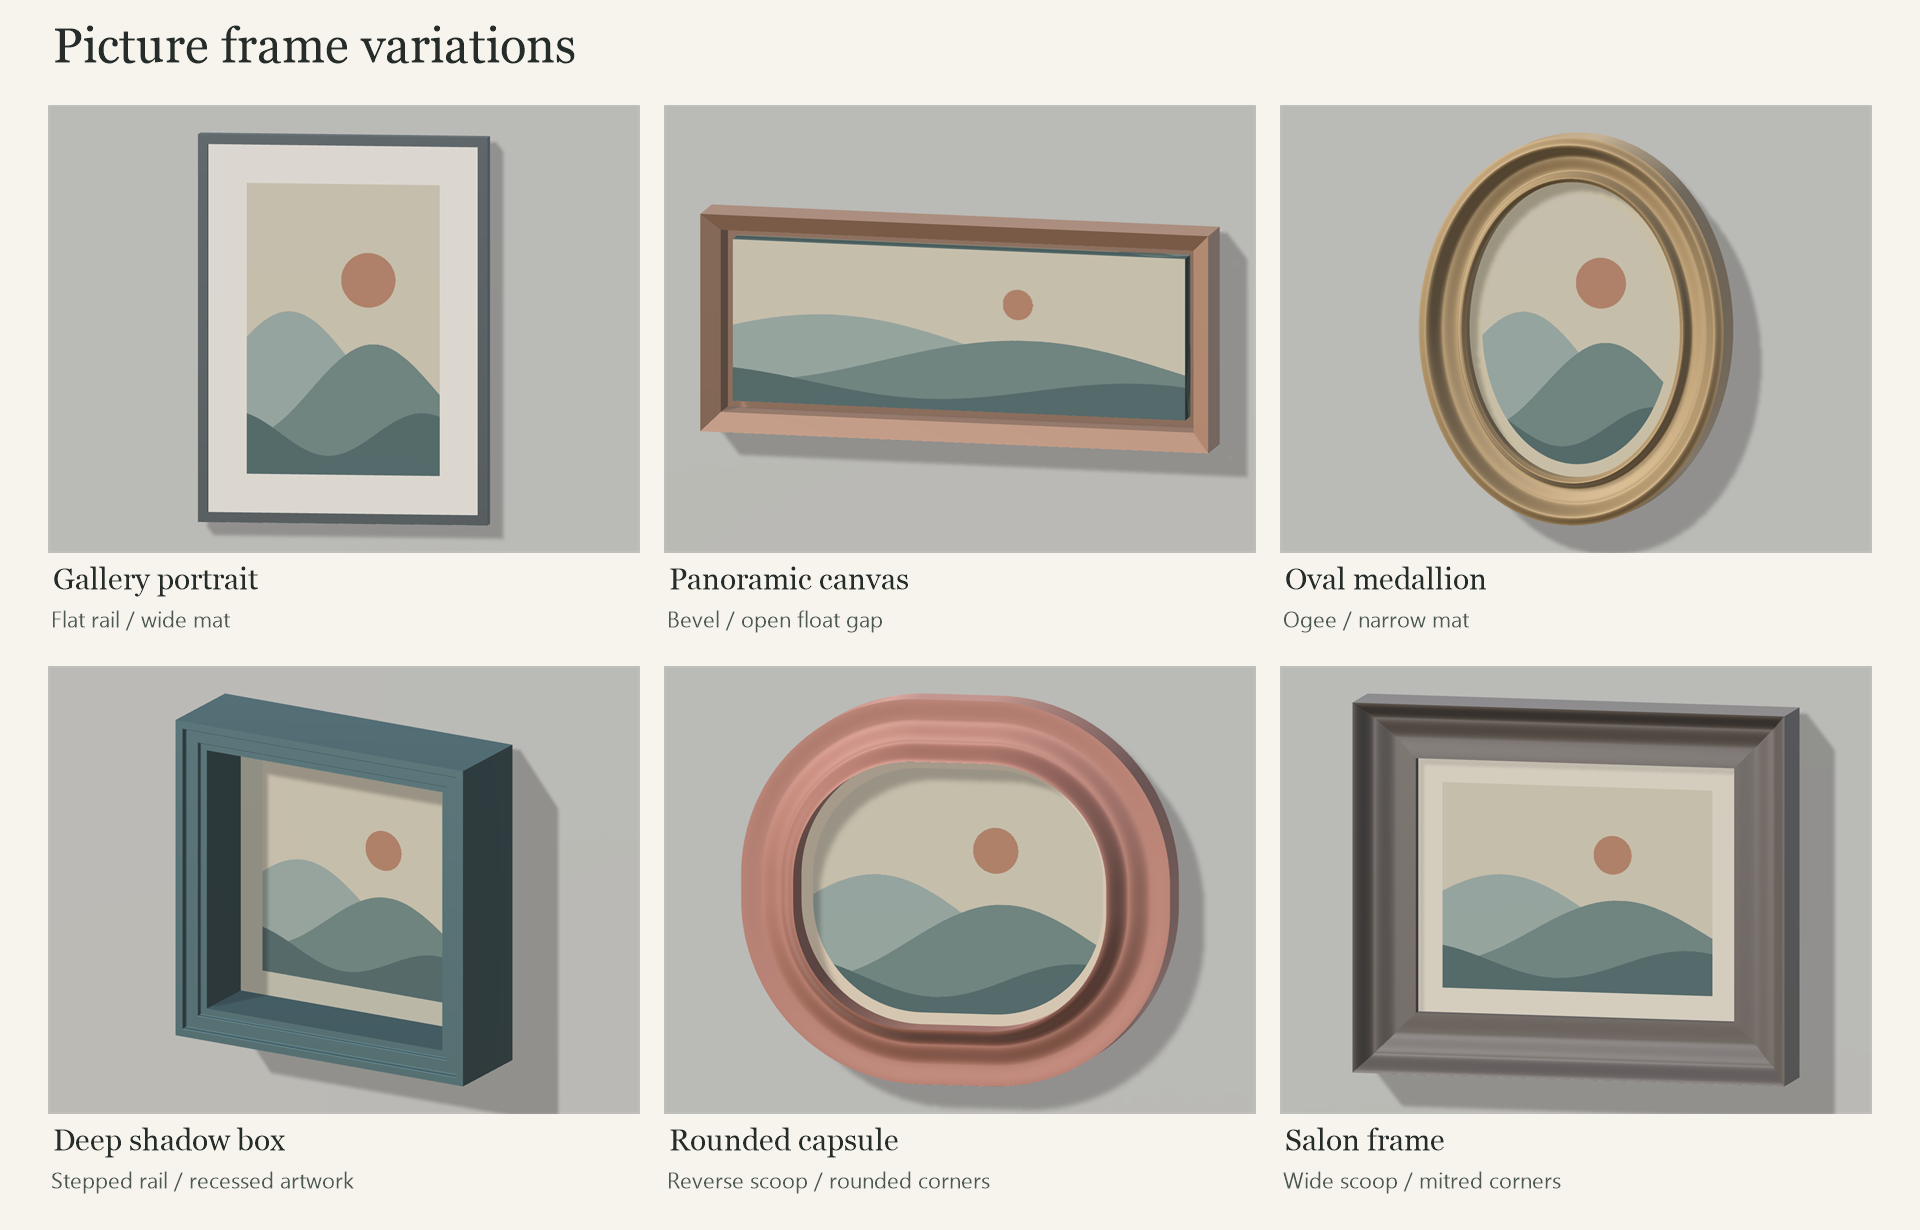 Picture frame variations
Gallery portrait
Flat rail / wide mat
Panoramic canvas
Bevel / open float gap
Oval medallion
Ogee / narrow mat
Deep shadow box
Stepped rail / recessed artwork
Rounded capsule
Reverse scoop / rounded corners
Salon frame
Wide scoop / mitred corners